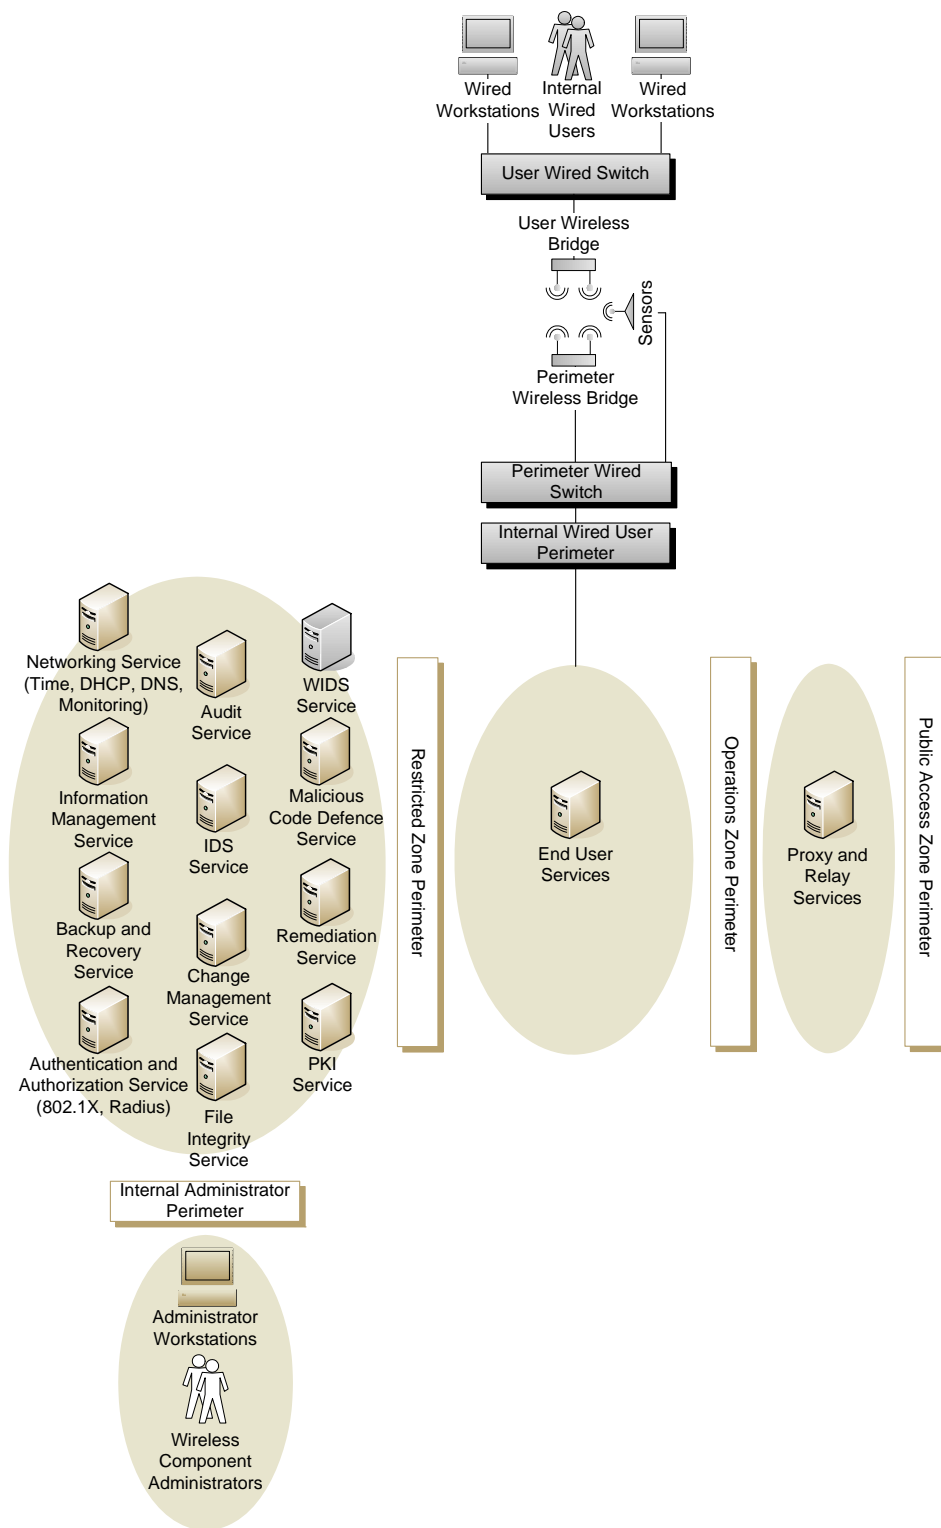 Wired
Workstations
Internal
Wired
Users
Wired
Workstations
User Wired Switch
User Wireless
Bridge
Sensors
Perimeter
Wireless Bridge
Perimeter Wired
Switch
Internal Wired User
Perimeter
Networking Service
(Time, DHCP, DNS,
Monitoring)
Audit
Service
WIDS
Service
Information
Management
Service
IDS
Service
Malicious
Code Defence
Service
Backup and
Recovery
Service
Change
Management
Service
Remediation
Service
Authentication and
Authorization Service
(802.1X, Radius)
File
Integrity
Service
PKI
Service
Restricted Zone Perimeter
End User
Services
Operations Zone Perimeter
Proxy and
Relay
Services
Public Access Zone Perimeter
Internal Administrator
Perimeter
Administrator
Workstations
Wireless
Component
Administrators